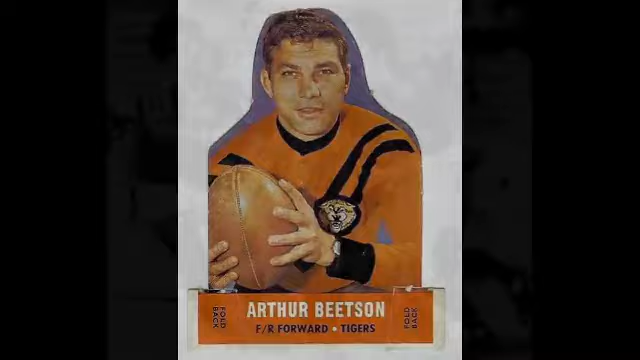 ARTHUR BEETSON
F/R FORWARD • TIGERS
FOLD BACK
FOLD BACK